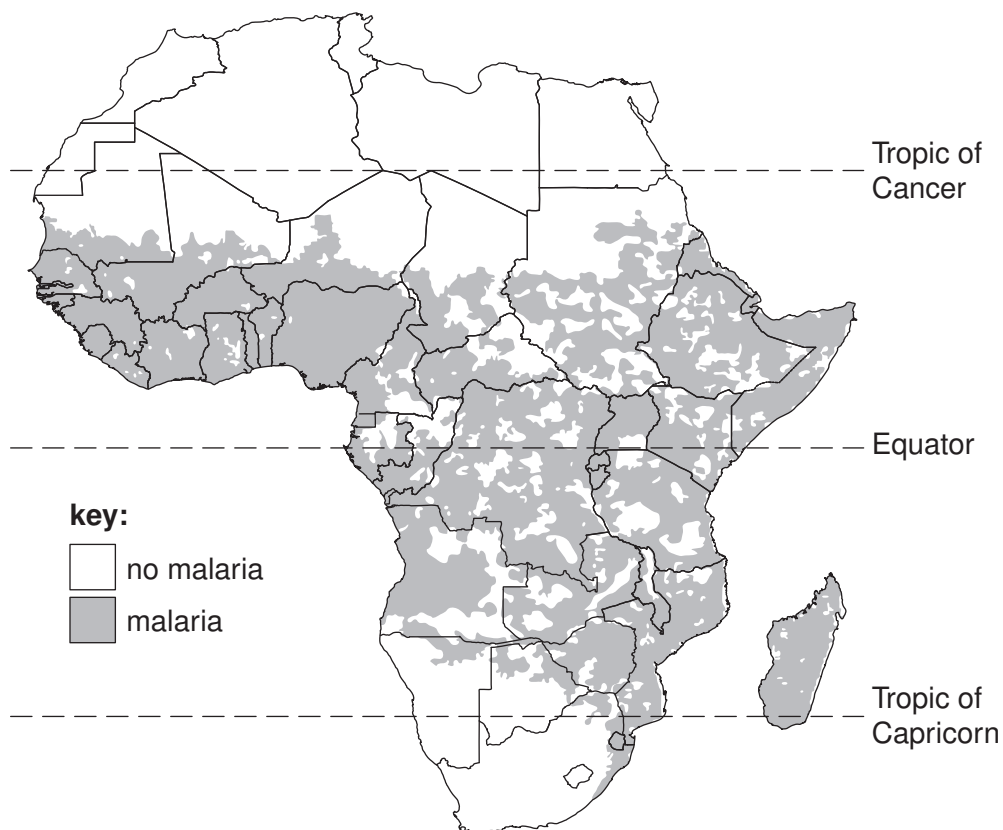 Tropic of
Cancer
Equator
key:
no malaria
malaria
Tropic of
Capricorn